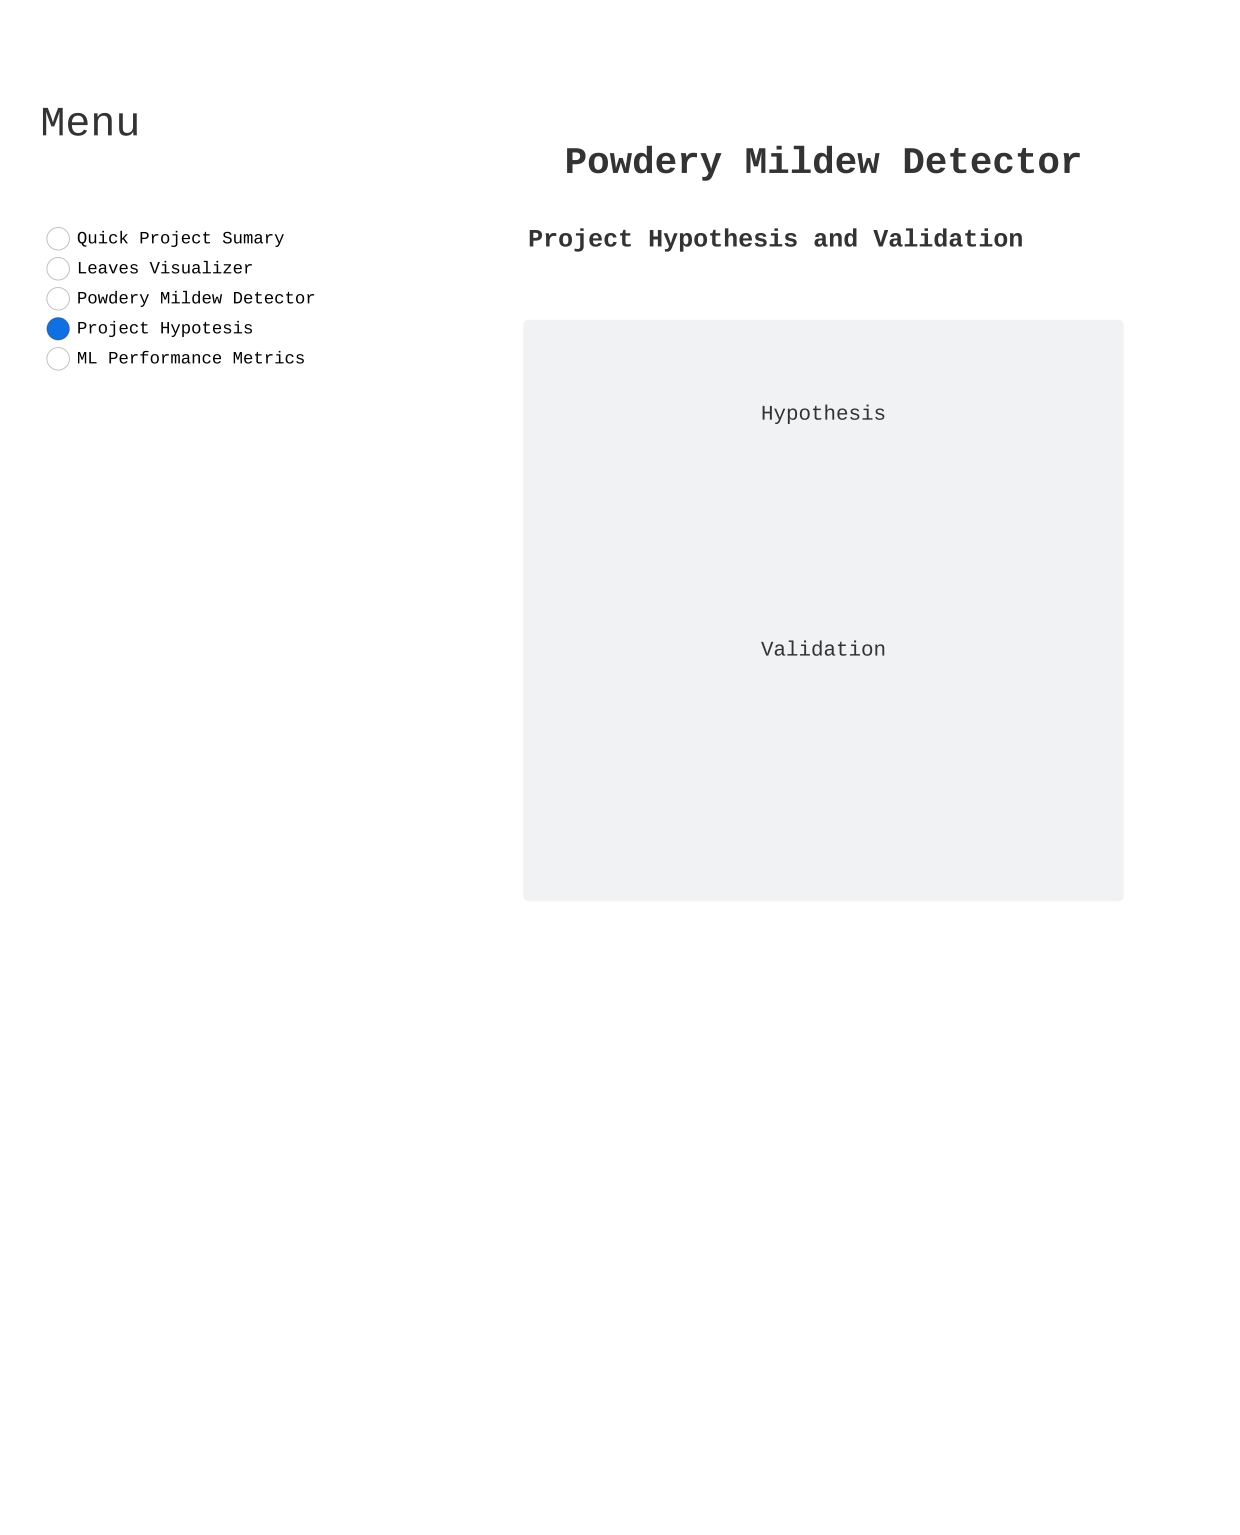 Menu
Powdery Mildew Detector
Quick Project Sumary
Leaves Visualizer
Powdery Mildew Detector
Project Hypotesis
ML Performance Metrics
Project Hypothesis and Validation
Hypothesis
Validation